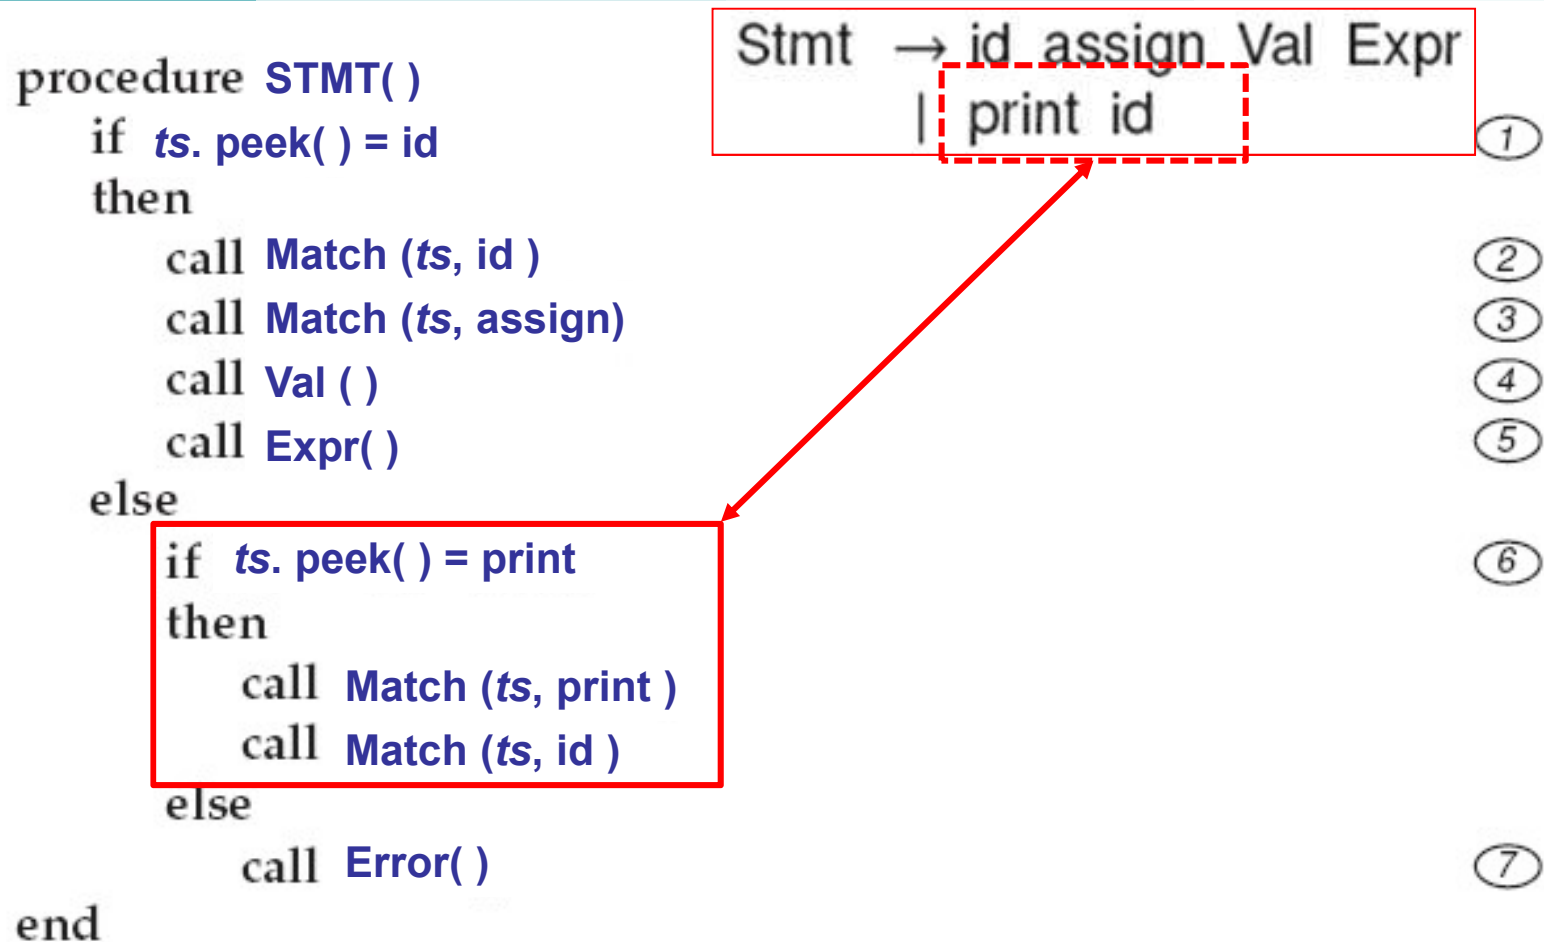 Stmt → id assign Val Expr
| print id
procedure STMT( )
if ts. peek( ) = id 1
then
call Match (ts, id ) 2
call Match (ts, assign) 3
call Val ( ) 4
call Expr( ) 5
else
if ts. peek( ) = print 6
then
call Match (ts, print )
call Match (ts, id )
else
call Error( ) 7
end